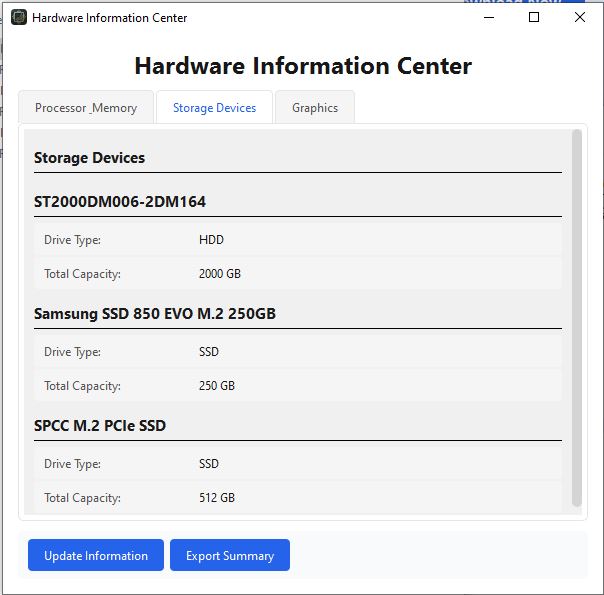 Hardware Information Center
Hardware Information Center
Processor_Memory
Storage Devices
Graphics
Storage Devices
ST2000DM006-2DM164
Drive Type: HDD
Total Capacity: 2000 GB
Samsung SSD 850 EVO M.2 250GB
Drive Type: SSD
Total Capacity: 250 GB
SPCC M.2 PCIe SSD
Drive Type: SSD
Total Capacity: 512 GB
Update Information
Export Summary